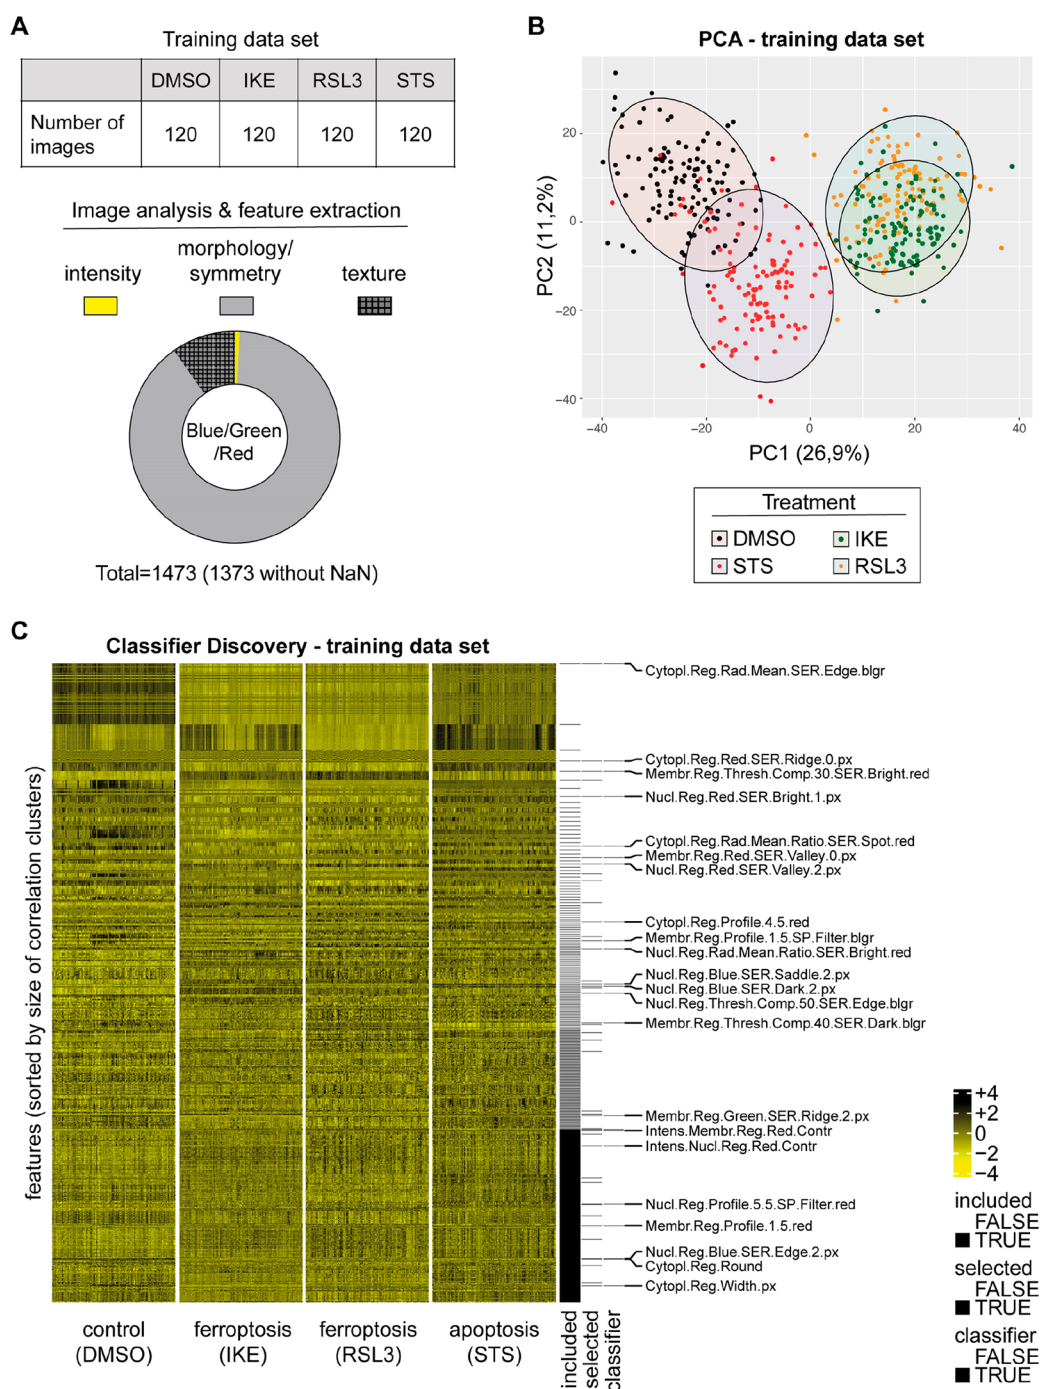 A
Training data set
DMSO IKE RSL3 STS
Number of images 120 120 120 120
Image analysis & feature extraction
intensity morphology/symmetry texture
Blue/Green
/Red
Total=1473 (1373 without NaN)
B
PCA - training data set
PC2 (11,2%)
20
0
−20
−40
−40 −20 0 20 40
PC1 (26,9%)
Treatment
DMSO IKE
STS RSL3
C
Classifier Discovery - training data set
features (sorted by size of correlation clusters)
Cytopl.Reg.Rad.Mean.SER.Edge.blgr
Cytopl.Reg.Red.SER.Ridge.0.px
Membr.Reg.Thresh.Comp.30.SER.Bright.red
Nucl.Reg.Red.SER.Bright.1.px
Cytopl.Reg.Rad.Mean.Ratio.SER.Spot.red
Membr.Reg.Red.SER.Valley.0.px
Nucl.Reg.Red.SER.Valley.2.px
Cytopl.Reg.Profile.4.5.red
Membr.Reg.Profile.1.5.SP.Filter.blgr
Nucl.Reg.Rad.Mean.Ratio.SER.Bright.red
Nucl.Reg.Blue.SER.Saddle.2.px
Nucl.Reg.Blue.SER.Dark.2.px
Nucl.Reg.Thresh.Comp.50.SER.Edge.blgr
Membr.Reg.Thresh.Comp.40.SER.Dark.blgr
Membr.Reg.Green.SER.Ridge.2.px
Intens.Membr.Reg.Red.Contr
Intens.Nucl.Reg.Red.Contr
Nucl.Reg.Profile.5.5.SP.Filter.red
Membr.Reg.Profile.1.5.red
Nucl.Reg.Blue.SER.Edge.2.px
Cytopl.Reg.Round
Cytopl.Reg.Width.px
control
(DMSO)
ferroptosis
(IKE)
ferroptosis
(RSL3)
apoptosis
(STS)
included
selected
classifier
+4
+2
0
−2
−4
included
FALSE
TRUE
selected
FALSE
TRUE
classifier
FALSE
TRUE